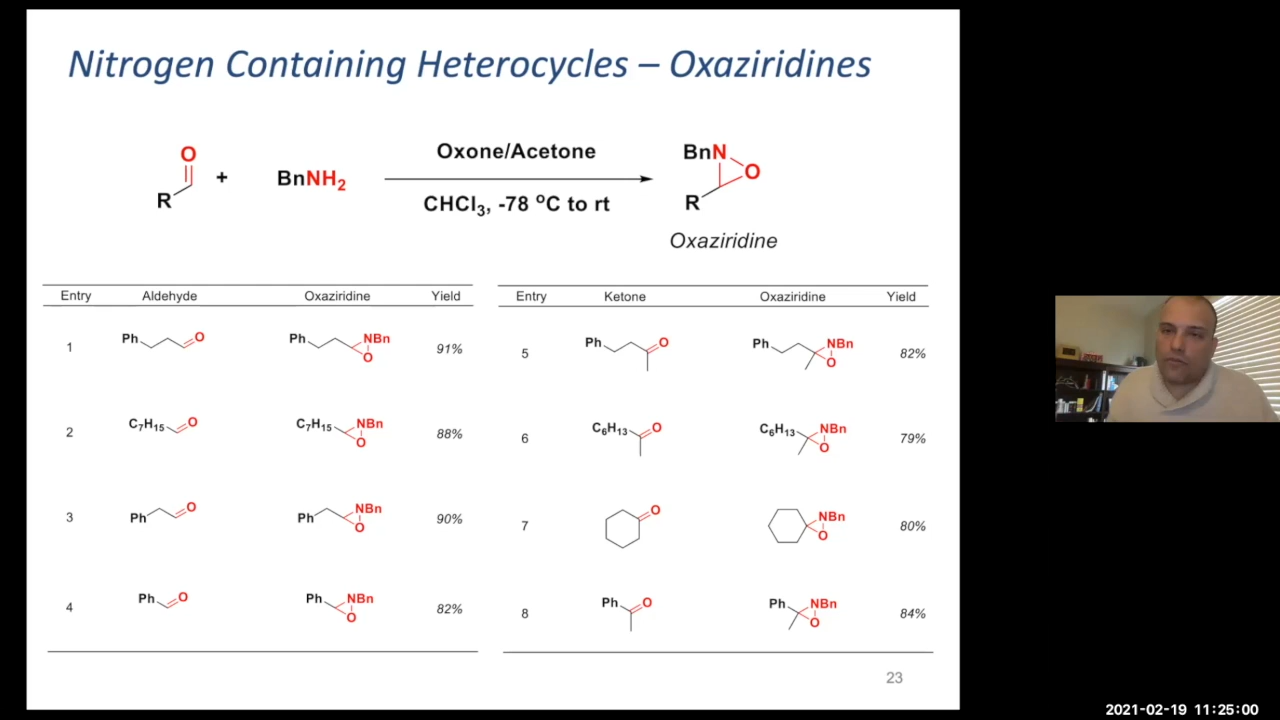 Nitrogen Containing Heterocycles – Oxaziridines
O
R
+
BnNH2
Oxone/Acetone
CHCl3, -78 °C to rt
BnN
O
R
Oxaziridine
Entry Aldehyde Oxaziridine Yield
1 Ph O Ph NBn O 91%
2 C7H15 O C7H15 NBn O 88%
3 Ph O Ph NBn O 90%
4 Ph O Ph NBn O 82%
Entry Ketone Oxaziridine Yield
5 Ph O Ph NBn O 82%
6 C6H13 O C6H13 NBn O 79%
7 O NBn O 80%
8 Ph O Ph NBn O 84%
23
2021-02-19 11:25:00